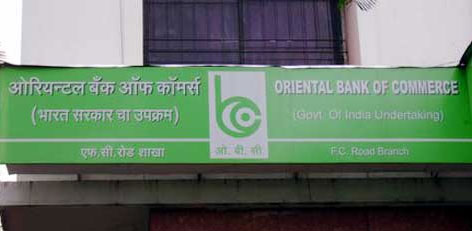 ओरियन्टल बँक ऑफ कॉमर्स
(भारत सरकार चा उपक्रम)
एफ.सी.रोड शाखा
ओ.बी.सी
ORIENTAL BANK OF COMMERCE
(Govt. Of India Undertaking)
F.C. Road Branch